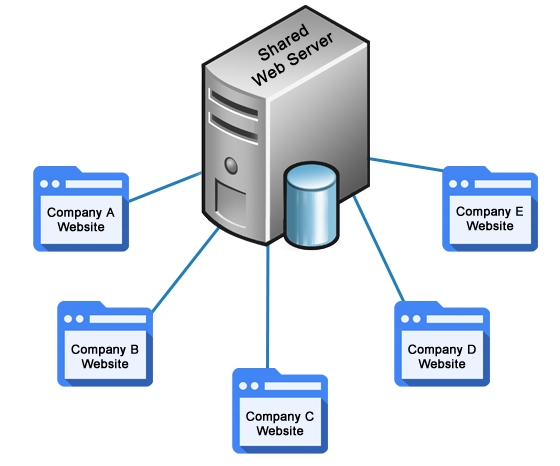 Shared
Web Server
Company A
Website
Company E
Website
Company B
Website
Company D
Website
Company C
Website